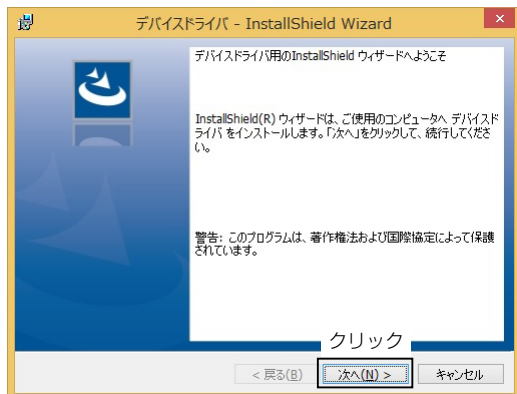 デバイスドライバ - InstallShield Wizard
デバイスドライバ用のInstallShield ウィザードへようこそ
InstallShield(R) ウィザードは、ご使用のコンピュータへ デバイスド
ライバ をインストールします。「次へ」をクリックして、続行してくださ
い。
警告: このプログラムは、著作権法および国際協定によって保護
されています。
クリック
< 戻る(B) 次へ(N) > キャンセル